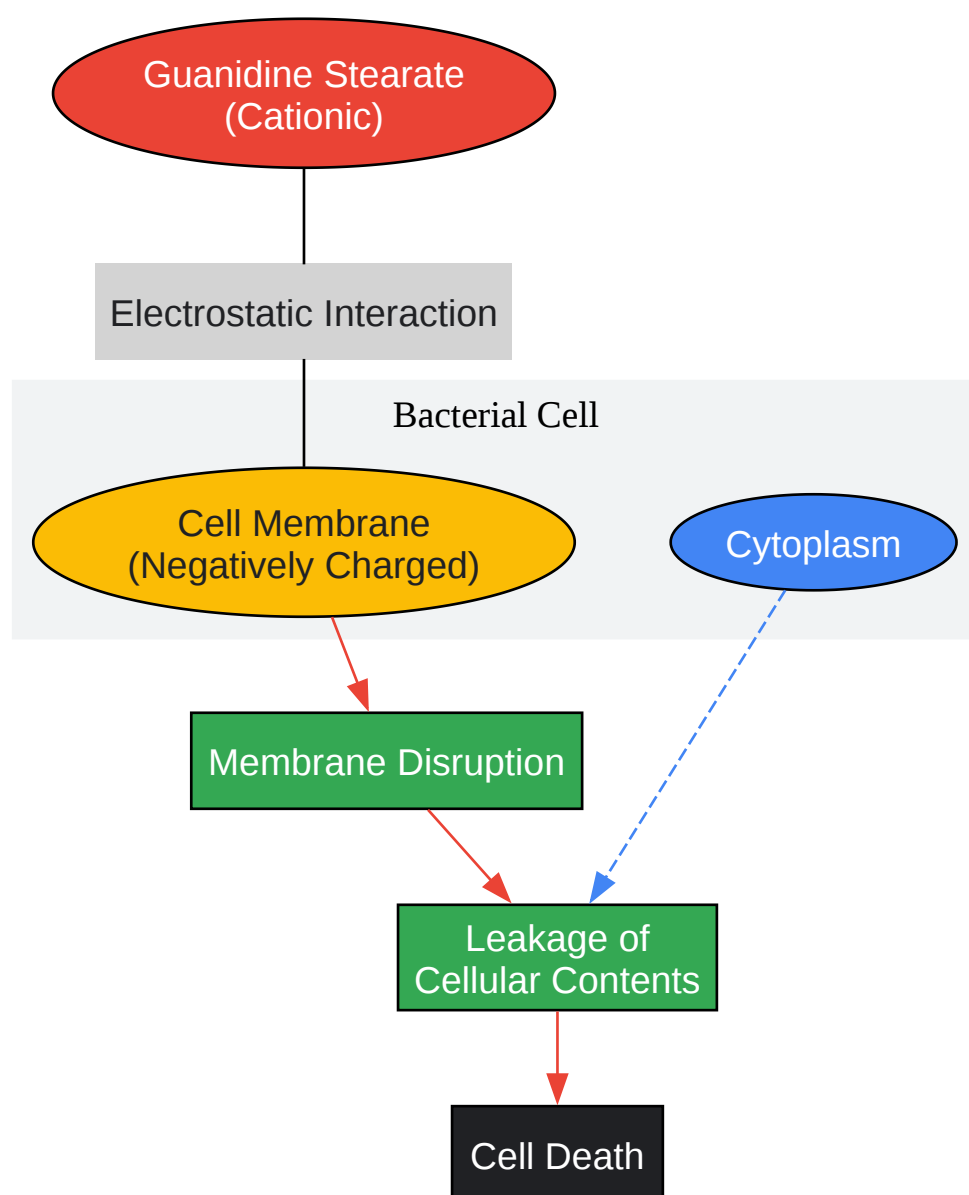 Guanidine Stearate
(Cationic)
Electrostatic Interaction
Bacterial Cell
Cell Membrane
(Negatively Charged)
Cytoplasm
Membrane Disruption
Leakage of
Cellular Contents
Cell Death